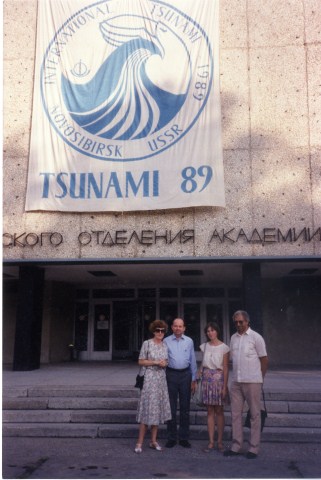 INTERNATIONAL TSUNAMI 1989
NOVOSIBIRSK USSR
TSUNAMI 89
СКОГО ОТДЕЛЕНИЯ АКАДЕМИИ